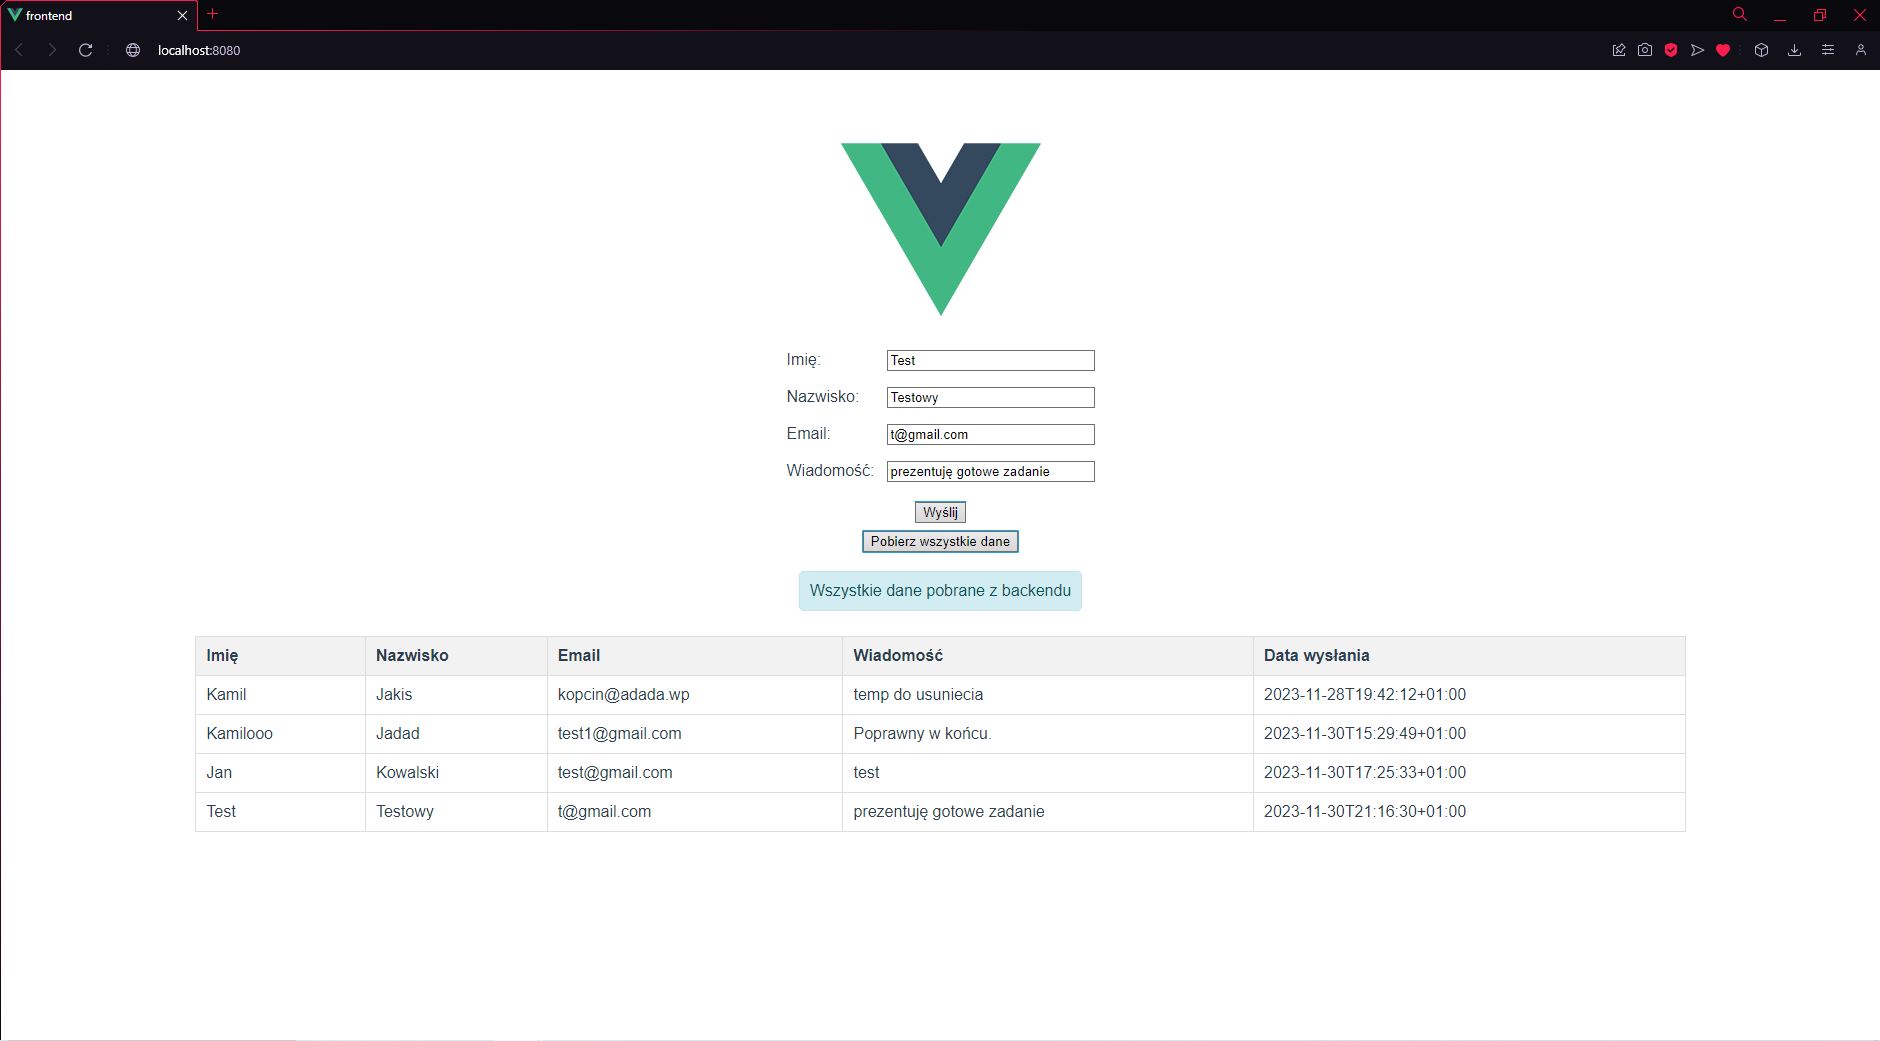 frontend
localhost:8080
Imię: Test
Nazwisko: Testowy
Email: t@gmail.com
Wiadomość: prezentuję gotowe zadanie
Wyślij
Pobierz wszystkie dane
Wszystkie dane pobrane z backendu
Imię Nazwisko Email Wiadomość Data wysłania
Kamil Jakis kopcin@adada.wp temp do usuniecia 2023-11-28T19:42:12+01:00
Kamilooo Jadad test1@gmail.com Poprawny w końcu. 2023-11-30T15:29:49+01:00
Jan Kowalski test@gmail.com test 2023-11-30T17:25:33+01:00
Test Testowy t@gmail.com prezentuję gotowe zadanie 2023-11-30T21:16:30+01:00